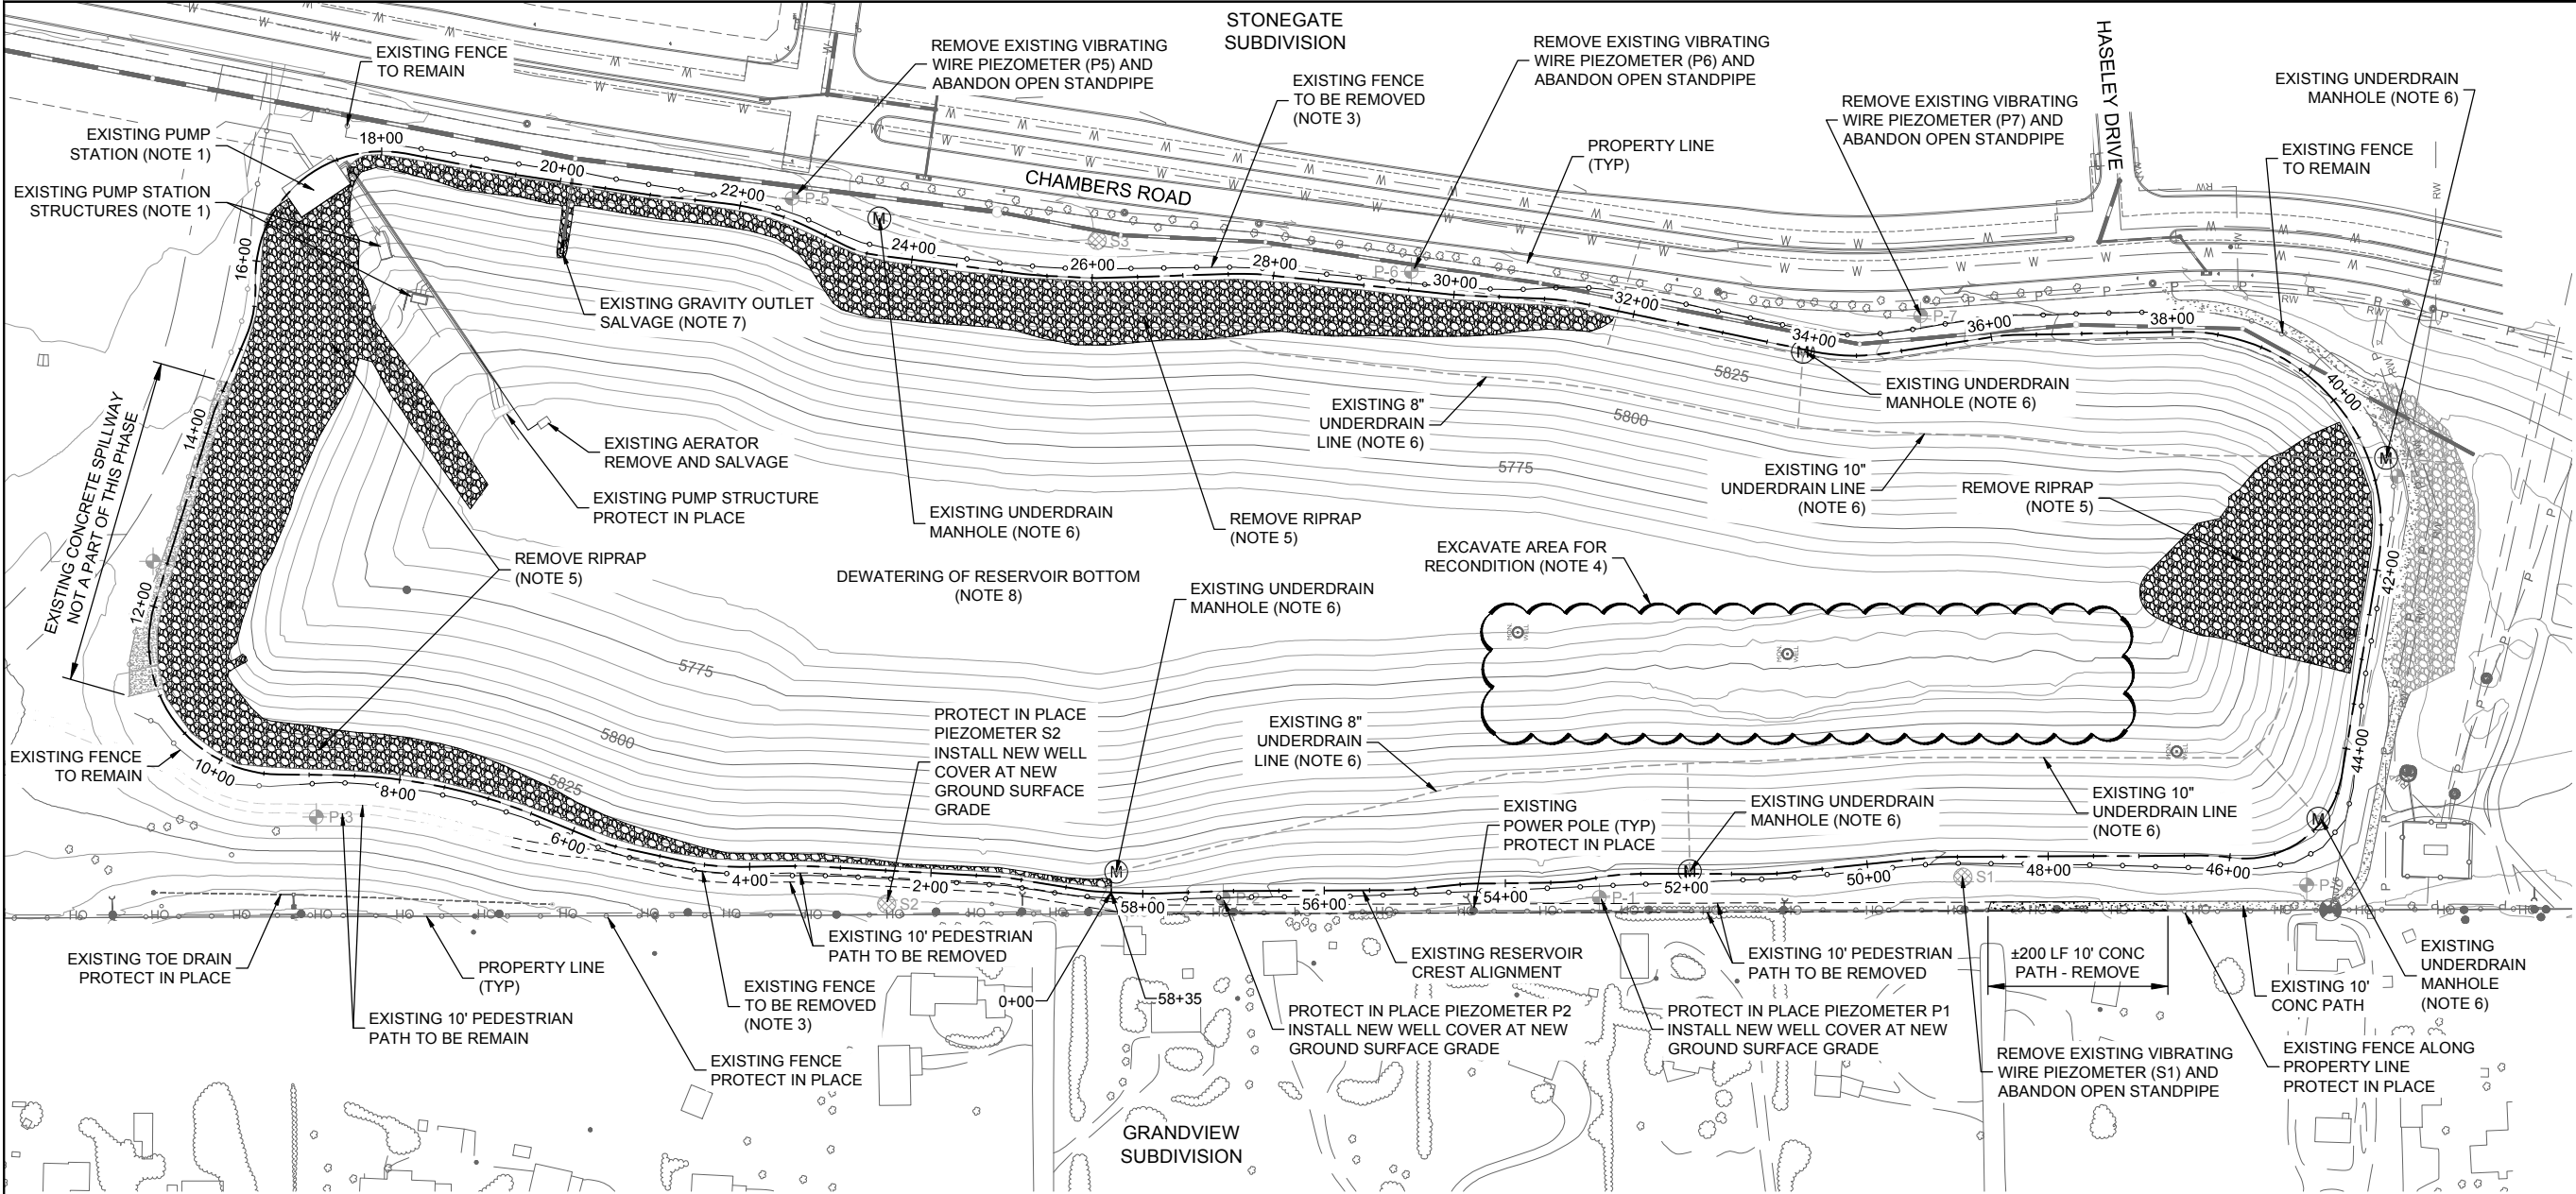 STONEGATE
SUBDIVISION
EXISTING FENCE
TO REMAIN
REMOVE EXISTING VIBRATING
WIRE PIEZOMETER (P5) AND
ABANDON OPEN STANDPIPE
EXISTING FENCE
TO BE REMOVED
(NOTE 3)
REMOVE EXISTING VIBRATING
WIRE PIEZOMETER (P6) AND
ABANDON OPEN STANDPIPE
PROPERTY LINE
(TYP)
REMOVE EXISTING VIBRATING
WIRE PIEZOMETER (P7) AND
ABANDON OPEN STANDPIPE
HASELEY DRIVE
EXISTING UNDERDRAIN
MANHOLE (NOTE 6)
EXISTING FENCE
TO REMAIN
EXISTING PUMP
STATION (NOTE 1)
EXISTING PUMP STATION
STRUCTURES (NOTE 1)
CHAMBERS ROAD
18+00
20+00
22+00
24+00
26+00
28+00
30+00
32+00
34+00
36+00
38+00
40+00
42+00
44+00
46+00
48+00
50+00
52+00
54+00
56+00
58+00
16+00
14+00
12+00
10+00
8+00
6+00
4+00
2+00
P-5
S3
P-6
P-7
EXISTING GRAVITY OUTLET
SALVAGE (NOTE 7)
EXISTING CONCRETE SPILLWAY
NOT A PART OF THIS PHASE
EXISTING AERATOR
REMOVE AND SALVAGE
EXISTING PUMP STRUCTURE
PROTECT IN PLACE
REMOVE RIPRAP
(NOTE 5)
EXISTING UNDERDRAIN
MANHOLE (NOTE 6)
REMOVE RIPRAP
(NOTE 5)
EXISTING 8"
UNDERDRAIN
LINE (NOTE 6)
5825
5800
5775
EXISTING UNDERDRAIN
MANHOLE (NOTE 6)
EXISTING 10"
UNDERDRAIN LINE
(NOTE 6)
REMOVE RIPRAP
(NOTE 5)
DEWATERING OF RESERVOIR BOTTOM
(NOTE 8)
EXISTING UNDERDRAIN
MANHOLE (NOTE 6)
EXCAVATE AREA FOR
RECONDITION (NOTE 4)
MON
WELL
MON
WELL
MON
WELL
5775
5800
5825
EXISTING FENCE
TO REMAIN
P-3
PROTECT IN PLACE
PIEZOMETER S2
INSTALL NEW WELL
COVER AT NEW
GROUND SURFACE
GRADE
EXISTING 8"
UNDERDRAIN
LINE (NOTE 6)
EXISTING
POWER POLE (TYP)
PROTECT IN PLACE
EXISTING UNDERDRAIN
MANHOLE (NOTE 6)
EXISTING 10"
UNDERDRAIN LINE
(NOTE 6)
S2
P-1
S1
EXISTING TOE DRAIN
PROTECT IN PLACE
PROPERTY LINE
(TYP)
EXISTING 10' PEDESTRIAN
PATH TO BE REMAIN
EXISTING FENCE
PROTECT IN PLACE
EXISTING FENCE
TO BE REMOVED
(NOTE 3)
EXISTING 10' PEDESTRIAN
PATH TO BE REMOVED
0+00
58+35
EXISTING RESERVOIR
CREST ALIGNMENT
PROTECT IN PLACE PIEZOMETER P2
INSTALL NEW WELL COVER AT NEW
GROUND SURFACE GRADE
EXISTING 10' PEDESTRIAN
PATH TO BE REMOVED
PROTECT IN PLACE PIEZOMETER P1
INSTALL NEW WELL COVER AT NEW
GROUND SURFACE GRADE
±200 LF 10' CONC
PATH - REMOVE
REMOVE EXISTING VIBRATING
WIRE PIEZOMETER (S1) AND
ABANDON OPEN STANDPIPE
EXISTING 10'
CONC PATH
EXISTING FENCE ALONG
PROPERTY LINE
PROTECT IN PLACE
EXISTING
UNDERDRAIN
MANHOLE
(NOTE 6)
GRANDVIEW
SUBDIVISION